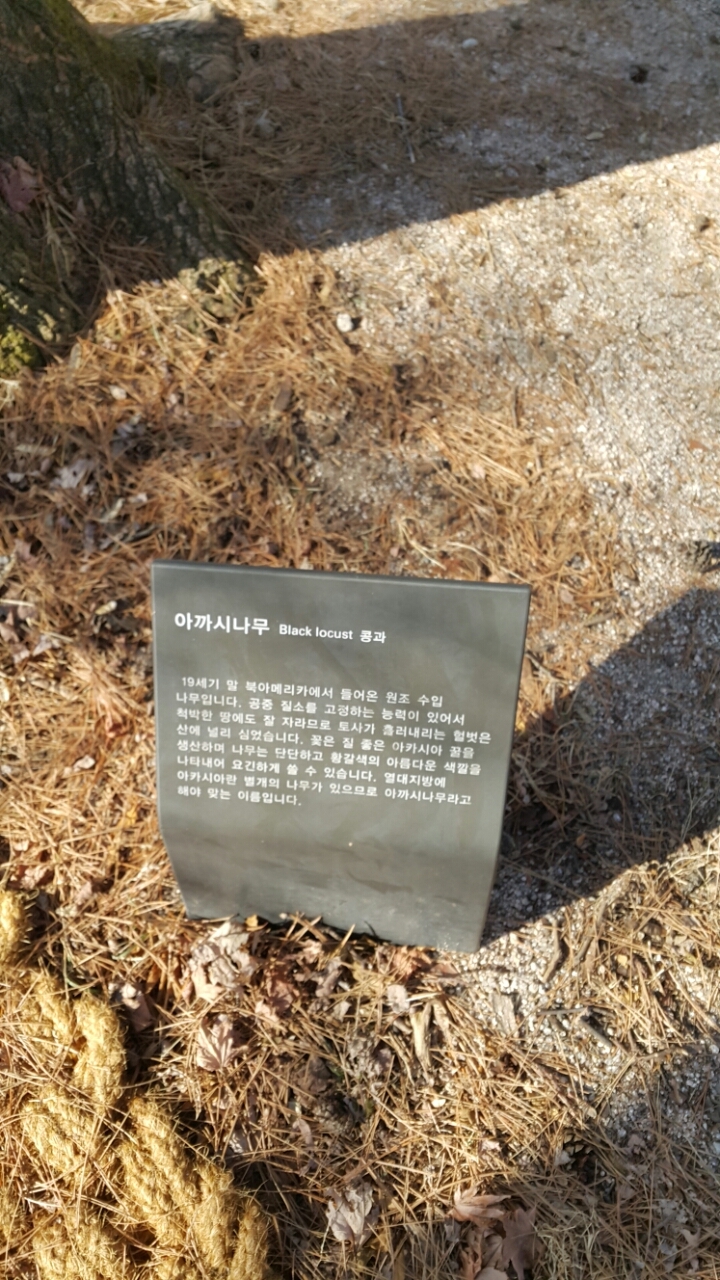 아까시나무 Black locust 콩과
19세기 말 북아메리카에서 들어온 원조 수입
나무입니다. 공중 질소를 고정하는 능력이 있어서
척박한 땅에도 잘 자라므로 토사가 흘러내리는 헐벗은
산에 널리 심었습니다. 꽃은 질 좋은 아카시아 꿀을
생산하며 나무는 단단하고 황갈색의 아름다운 색깔을
나타내어 요긴하게 쓸 수 있습니다. 열대지방에
아카시아란 별개의 나무가 있으므로 아까시나무라고
해야 맞는 이름입니다.